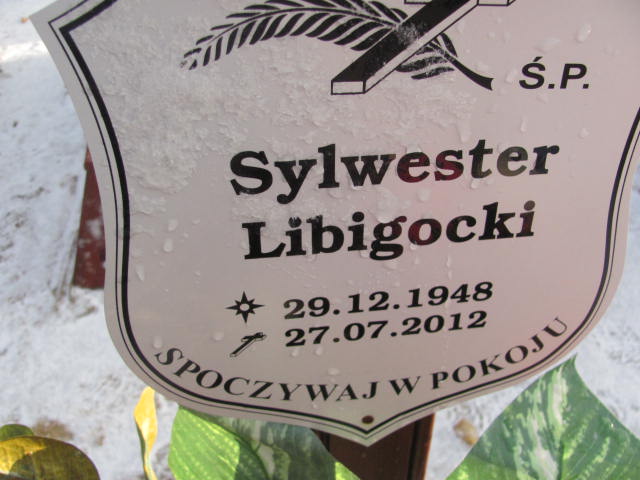 Ś.P.
Sylwester
Libigocki
29.12.1948
27.07.2012
SPOCZYWAJ W POKOJU